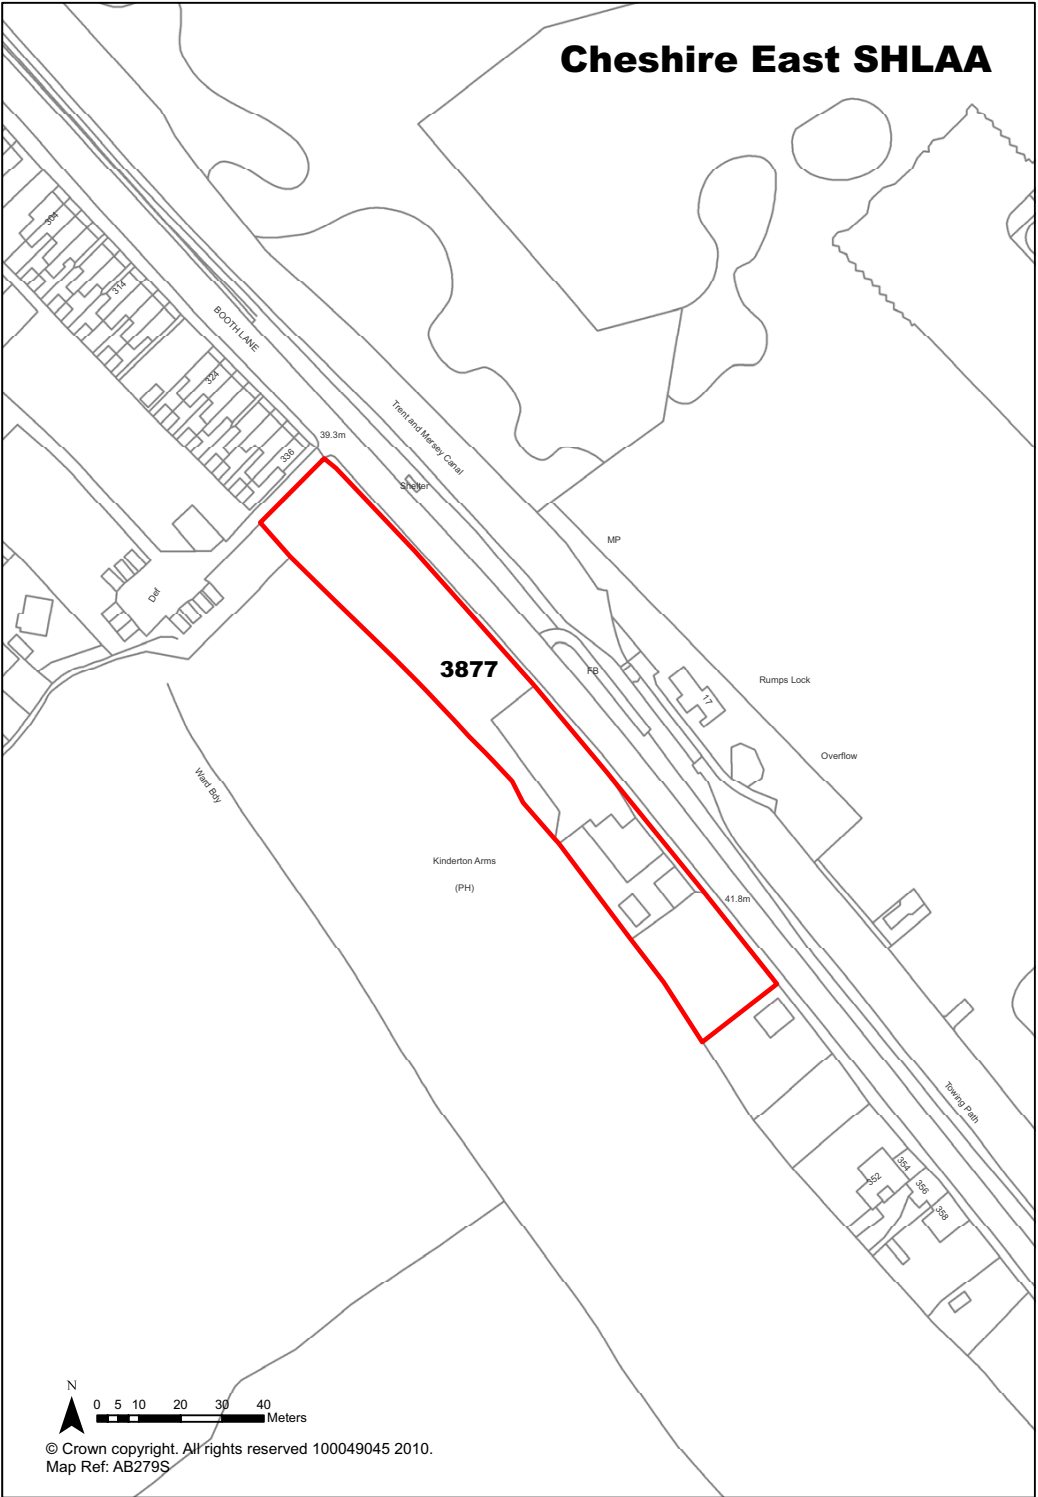 Cheshire East SHLAA
304
314
BOOTH LANE
324
336
39.3m
Trent and Mersey Canal
Shelter
MP
Def
3877
FB
Rumps Lock
17
Overflow
Ward Bdy
Kinderton Arms
(PH)
41.8m
Towing Path
352
354
356
358
N
0 5 10 20 30 40
Meters
© Crown copyright. All rights reserved 100049045 2010.
Map Ref: AB279S